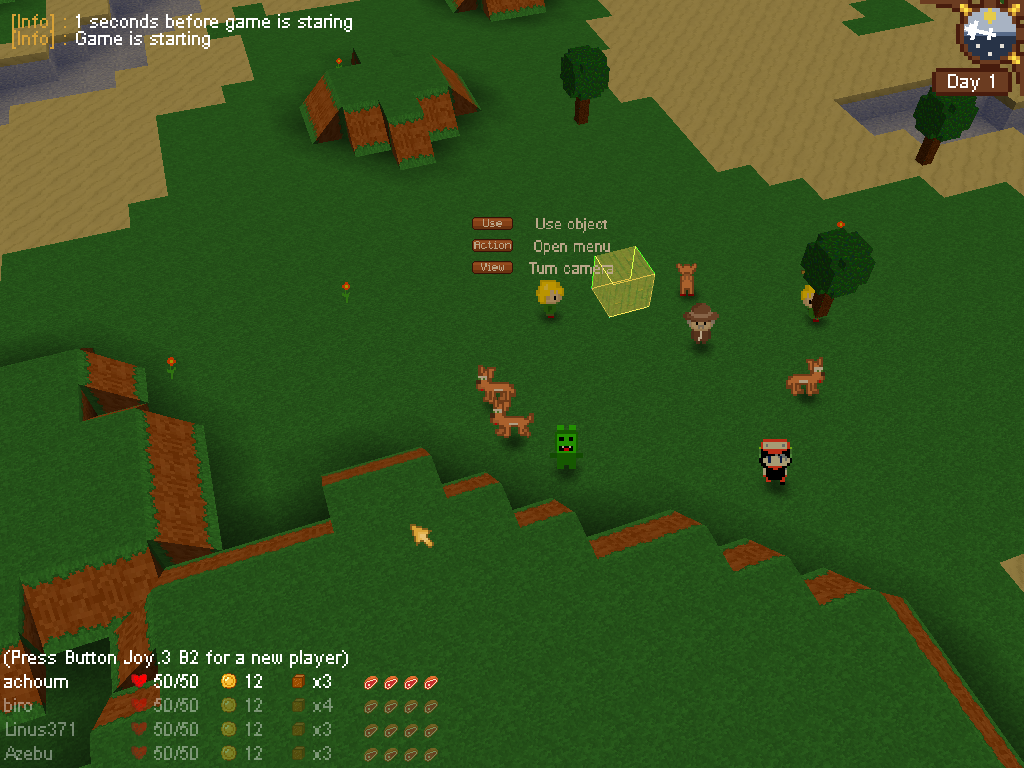 [Info] : 1 seconds before game is staring
[Info] : Game is starting
Day 1
Use Use object
Action Open menu
View Turn camera
(Press Button Joy.3 B2 for a new player)
achoum 50/50 12 x3
biro 50/50 12 x4
Linus371 50/50 12 x3
Azebu 50/50 12 x3